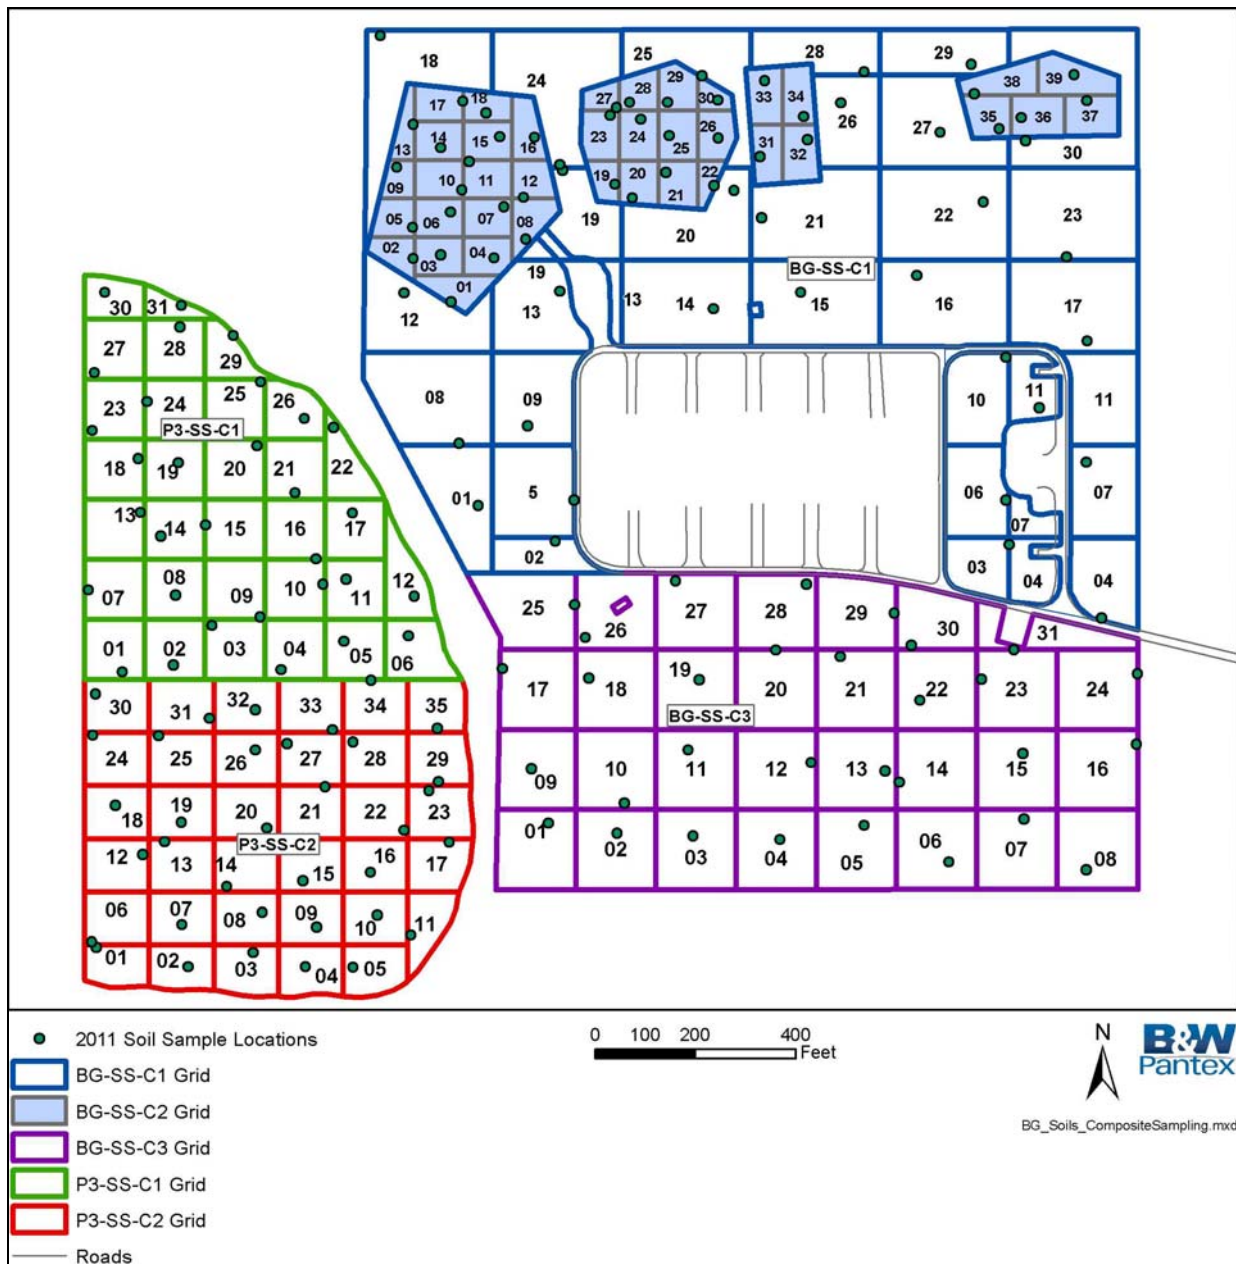 18 25 28 29
24
17 18 27 28 29 30 33 34 38 39
26
27
14 15 16 23 24 25 26 31 32 35 36 37
13 30
09 10 11 12 19 20 21 22
05 06 07 08 19 20 21 22 23
02 03 04
01
BG-SS-C1
12 13 19 13 14 15 16 17
30 31
27 28 29
23 24 25 26
P3-SS-C1
18 19 20 21 22
13 14 15 16 17
07 08 09 10 11 12
01 02 03 04 05 06
08 09 10 11 11
01 5 06 07 07
02 03 04 04
25 26 27 28 29 30 31
17 18 19 20 21 22 23 24
BG-SS-C3
09 10 11 12 13 14 15 16
01 02 03 04 05 06 07 08
30 31 32 33 34 35
24 25 26 27 28 29
18 19 20 21 22 23
P3-SS-C2
12 13 14 15 16 17
06 07 08 09 10 11
01 02 03 04 05
2011 Soil Sample Locations
BG-SS-C1 Grid
BG-SS-C2 Grid
BG-SS-C3 Grid
P3-SS-C1 Grid
P3-SS-C2 Grid
Roads
0 100 200 400
Feet
N
B&W
Pantex
BG_Soils_CompositeSampling.mxd